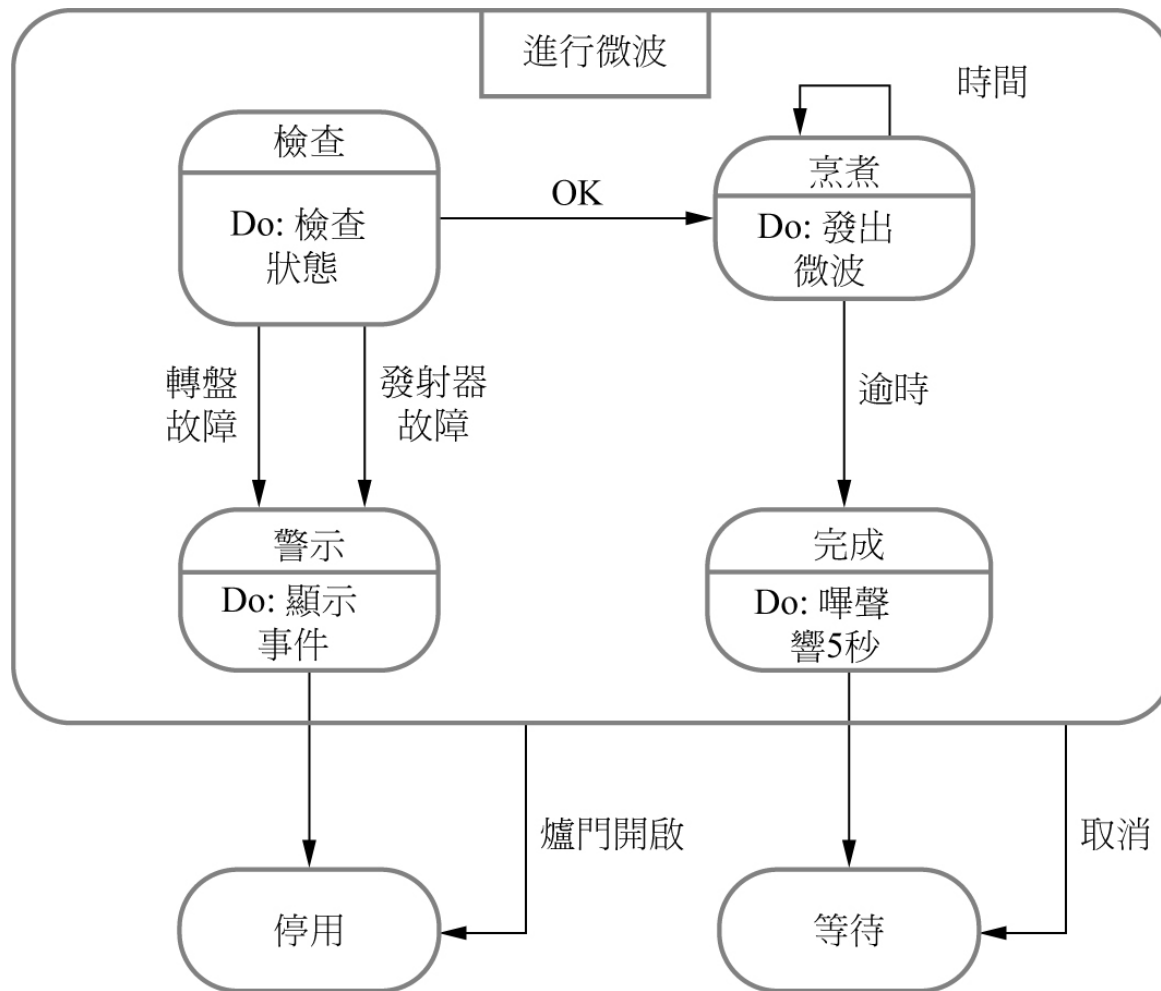 進行微波
時間
檢查
Do: 檢查
狀態
OK
烹煮
Do: 發出
微波
轉盤
故障
發射器
故障
逾時
警示
Do: 顯示
事件
完成
Do: 嗶聲
響5秒
爐門開啟
取消
停用
等待